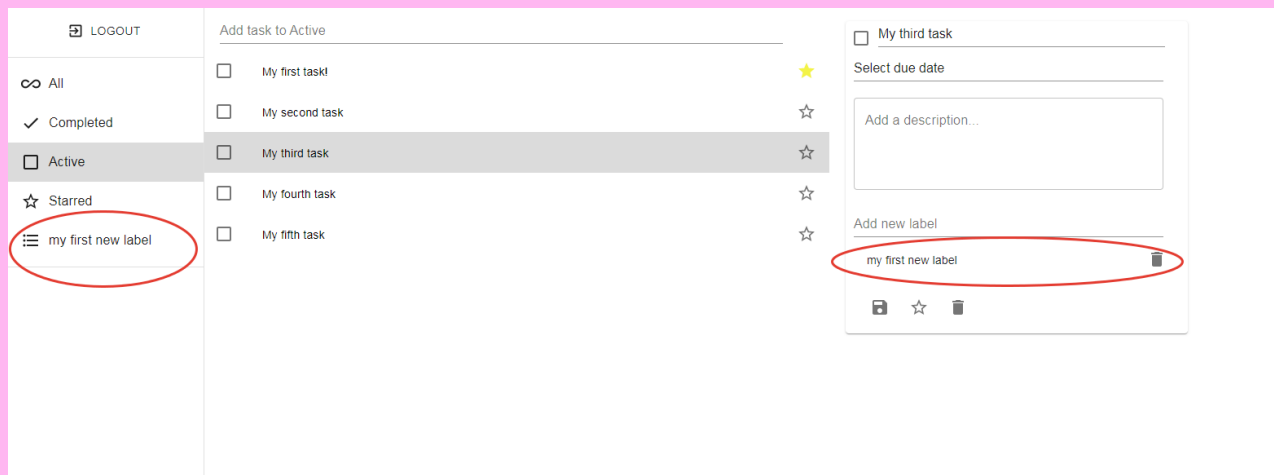 LOGOUT
All
Completed
Active
Starred
my first new label
Add task to Active
My first task!
My second task
My third task
My fourth task
My fifth task
My third task
Select due date
Add a description...
Add new label
my first new label